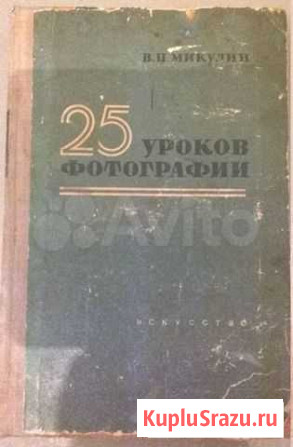 В.П. МИКУЛИН
25 УРОКОВ
ФОТОГРАФИИ
Avito
ИСКУССТВО
KupluSrazu.ru